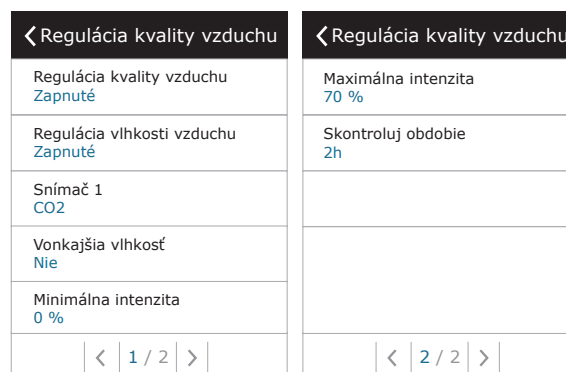 Regulácia kvality vzduchu
Regulácia kvality vzduchu
Zapnuté
Regulácia vlhkosti vzduchu
Zapnuté
Snímač 1
CO2
Vonkajšia vlhkosť
Nie
Minimálna intenzita
0 %
1 / 2
Regulácia kvality vzduchu
Maximálna intenzita
70 %
Skontroluj obdobie
2h
2 / 2